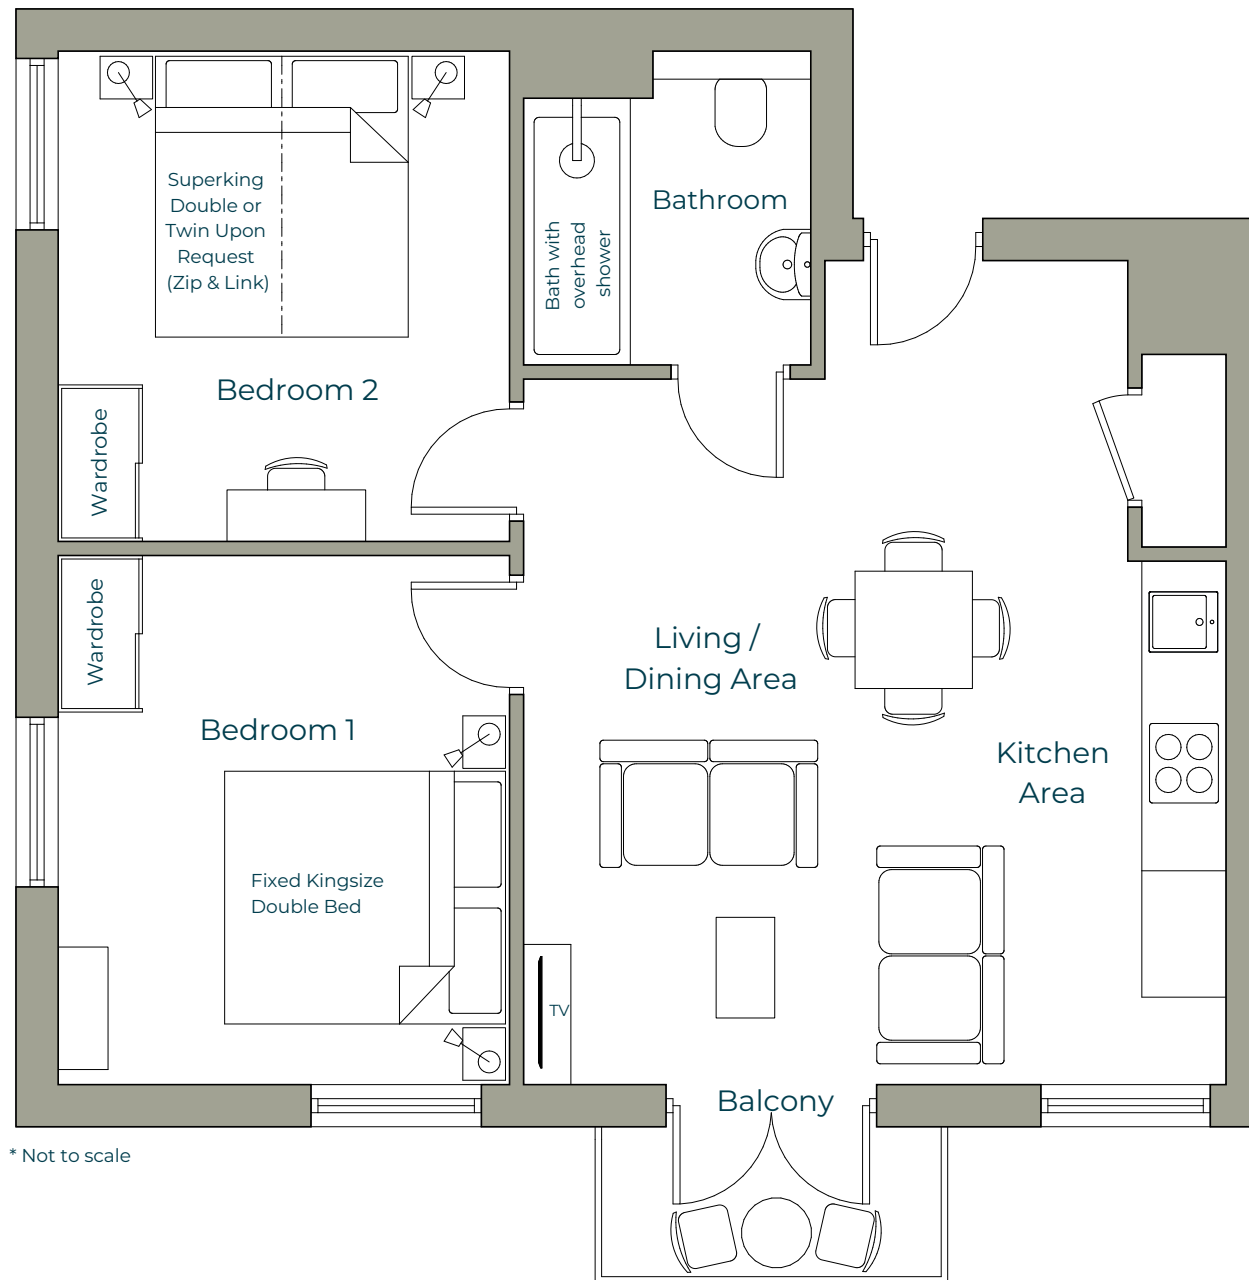 Superking
Double or
Twin Upon
Request
(Zip & Link)
Bath with
overhead
shower
Bathroom
Bedroom 2
Wardrobe
Wardrobe
Living /
Dining Area
Bedroom 1
Kitchen
Area
Fixed Kingsize
Double Bed
TV
Balcony
* Not to scale